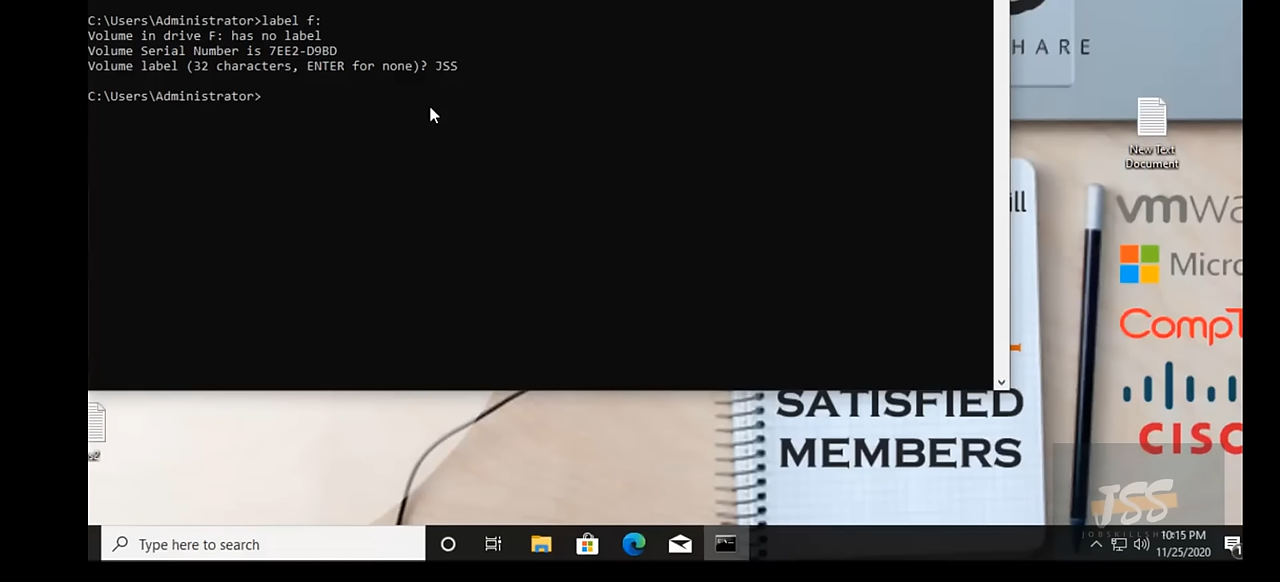 C:\Users\Administrator>label f:
Volume in drive F: has no label
Volume Serial Number is 7EE2-D9BD
Volume label (32 characters, ENTER for none)? JSS
C:\Users\Administrator>
HARE
New Text
Document
ill
vmwa
Micro
CompT
SATISFIED
MEMBERS
CISC
JSS
Type here to search
10:15 PM
11/25/2020
1